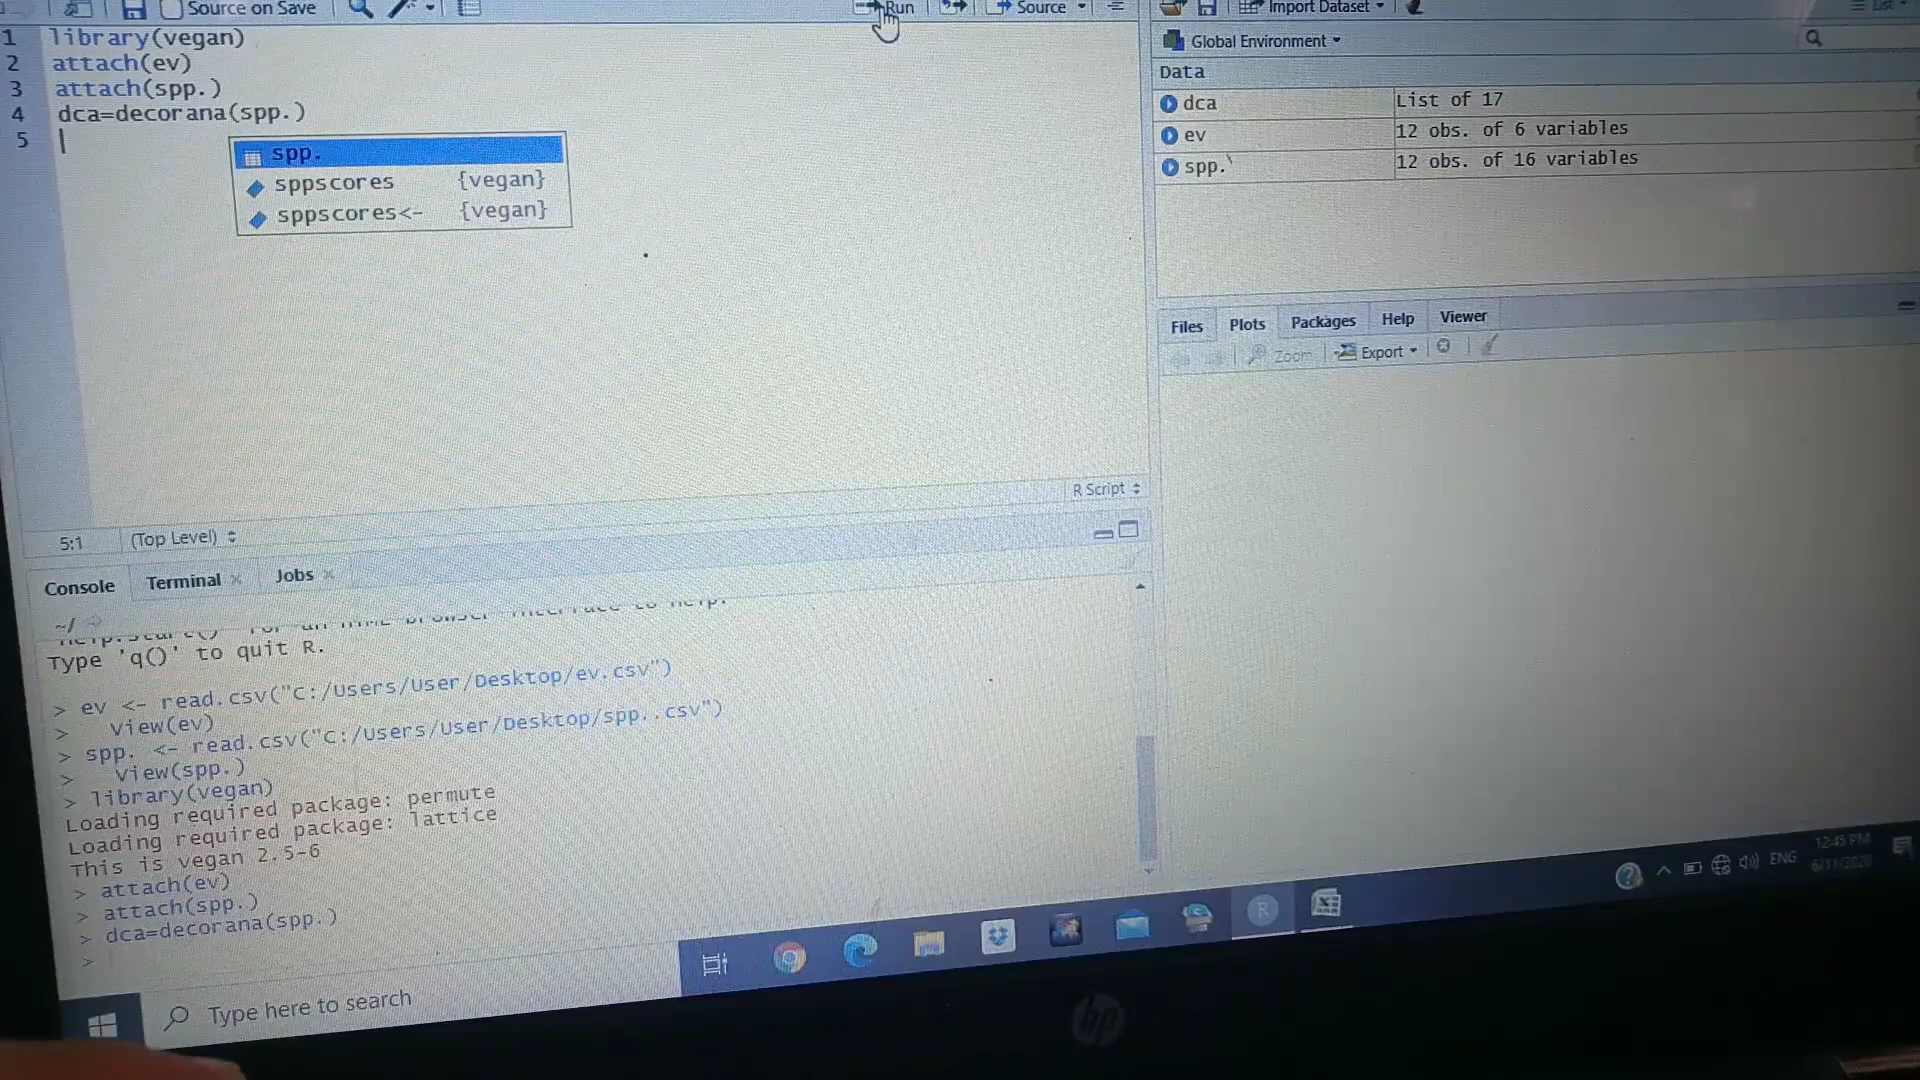 Source on Save
Run
Source
1 library(vegan)
2 attach(ev)
3 attach(spp.)
4 dca=decorana(spp.)
5
spp.
sppscores {vegan}
sppscores<- {vegan}
5:1 (Top Level)
R Script
Console Terminal Jobs
~/
Type 'q()' to quit R.
> ev <- read.csv("C:/Users/User/Desktop/ev.csv")
> View(ev)
> spp. <- read.csv("C:/Users/User/Desktop/spp..csv")
> View(spp.)
> library(vegan)
Loading required package: permute
Loading required package: lattice
This is vegan 2.5-6
> attach(ev)
> attach(spp.)
> dca=decorana(spp.)
>
Import Dataset
Global Environment
Data
dca List of 17
ev 12 obs. of 6 variables
spp. 12 obs. of 16 variables
Files Plots Packages Help Viewer
Zoom Export
Type here to search
R
ENG
12:45 PM
hp